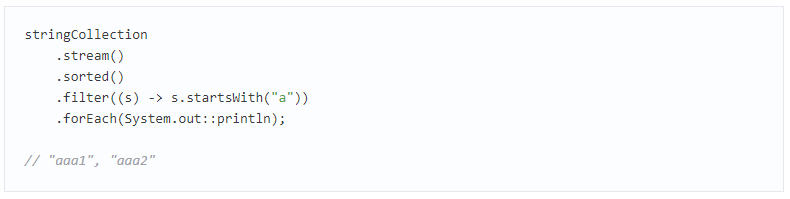 stringCollection
    .stream()
    .sorted()
    .filter((s) -> s.startsWith("a"))
    .forEach(System.out::println);
// "aaa1", "aaa2"